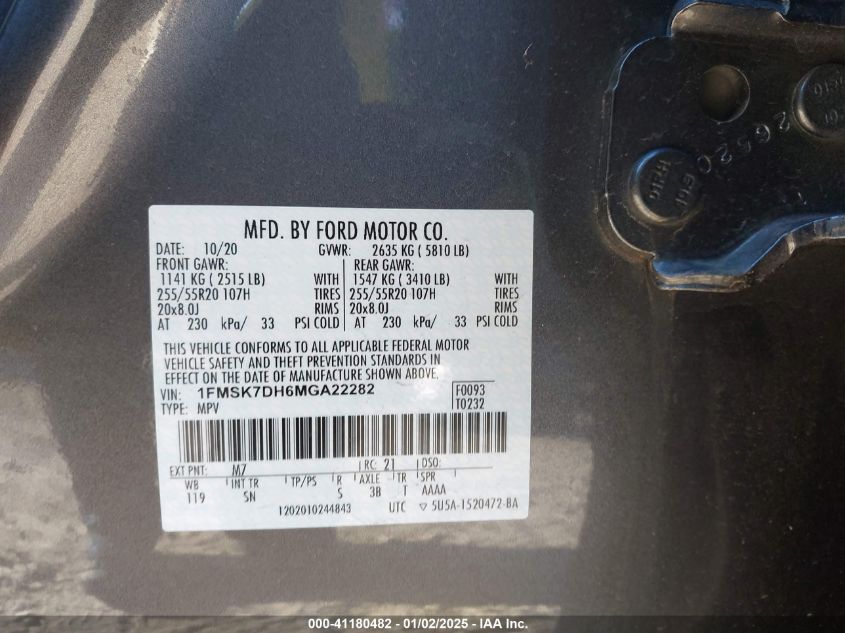 MFD. BY FORD MOTOR CO.
DATE: 10/20 GVWR: 2635 KG ( 5810 LB)
FRONT GAWR: REAR GAWR:
1141 KG ( 2515 LB) WITH 1547 KG ( 3410 LB) WITH
255/55R20 107H TIRES 255/55R20 107H TIRES
20x8.0J RIMS 20x8.0J RIMS
AT 230 kPa/ 33 PSI COLD AT 230 kPa/ 33 PSI COLD
THIS VEHICLE CONFORMS TO ALL APPLICABLE FEDERAL MOTOR
VEHICLE SAFETY AND THEFT PREVENTION STANDARDS IN
EFFECT ON THE DATE OF MANUFACTURE SHOWN ABOVE.
VIN: 1FMSK7DH6MGA22282 F0093
TYPE: MPV T0232
EXT PNT: M7 RC: 21 DSO:
WB INT TR TP/PS R AXLE TR SPR
119 SN S 3B T AAAA
1202010244843 UTC ▽ 5U5A-1520472-BA
000-41180482 - 01/02/2025 - IAA Inc.